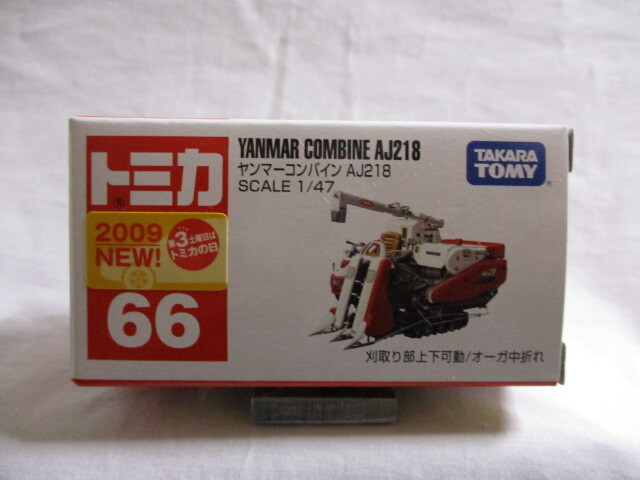 トミカ
®
2009
NEW!
第3土曜日は
トミカの日
66
YANMAR COMBINE AJ218
ヤンマーコンバイン AJ218
SCALE 1/47
TAKARA
TOMY
®
刈取り部上下可動/オーガ中折れ